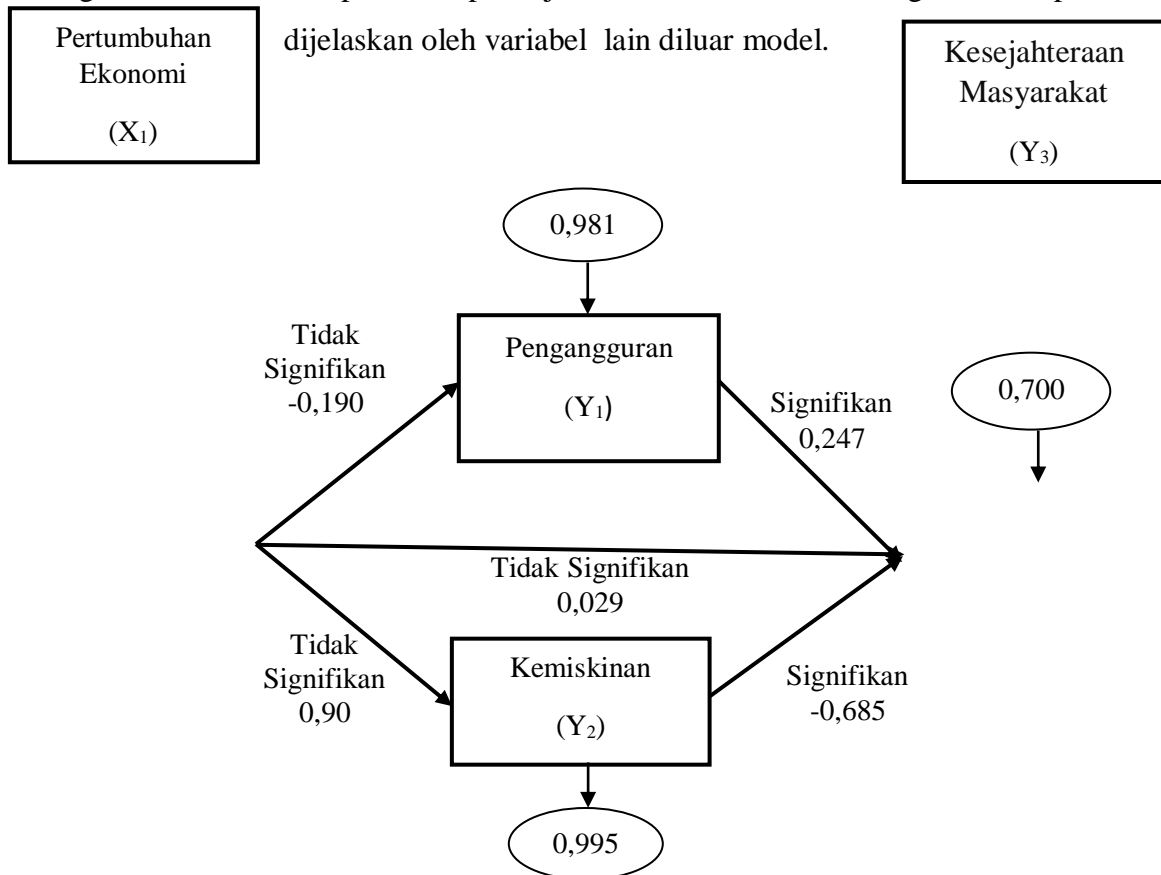 dijelaskan oleh variabel lain diluar model.
Pertumbuhan
Ekonomi
(X₁)
Kesejahteraan
Masyarakat
(Y₃)
0,981
Tidak
Signifikan
-0,190
Pengangguran
(Y₁)
Signifikan
0,247
0,700
Tidak Signifikan
0,029
Tidak
Signifikan
0,90
Kemiskinan
(Y₂)
Signifikan
-0,685
0,995